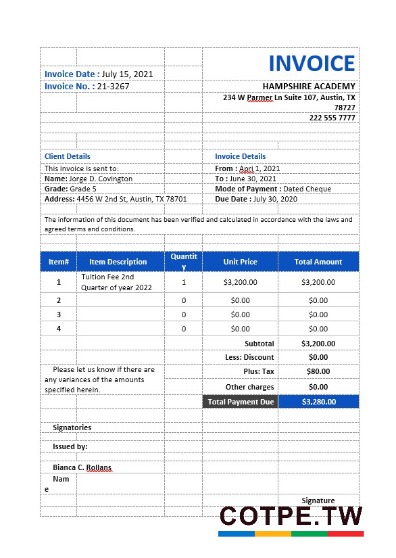 INVOICE
Invoice Date : July 15, 2021
Invoice No. : 21-3267
HAMPSHIRE ACADEMY
234 W Parmer Ln Suite 107, Austin, TX
78727
222 555 7777
Client Details
Invoice Details
This invoice is sent to:
From : Apri 1, 2021
Name: Jorge D. Covington
To : June 30, 2021
Grade: Grade 5
Mode of Payment : Dated Cheque
Address: 4456 W 2nd St, Austin, TX 78701
Due Date : July 30, 2020
The information of this document has been verified and calculated in accordance with the laws and
agreed terms and conditions.
Item# Item Description Quantit
y Unit Price Total Amount
1 Tuition Fee 2nd
Quarter of year 2022 1 $3,200.00 $3,200.00
2 0 $0.00 $0.00
3 0 $0.00 $0.00
4 0 $0.00 $0.00
Subtotal $3,200.00
Less: Discount $0.00
Please let us know if there are
any variances of the amounts
specified herein.
Plus: Tax $80.00
Other charges $0.00
Total Payment Due $3,280.00
Signatories
Issued by:
Bianca C. Rollans
Nam
e
Signature
COTPE.TW